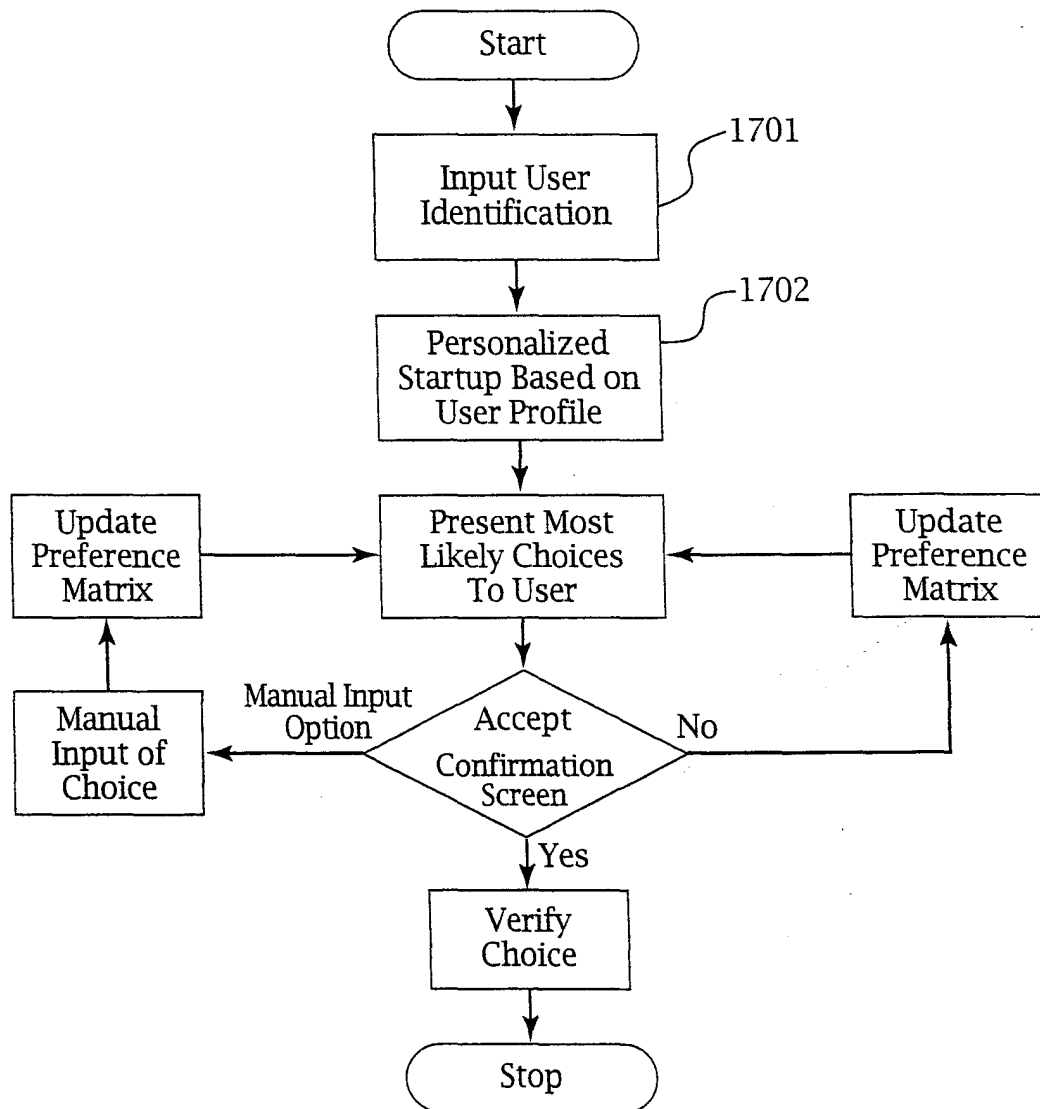 Start
1701
Input User
Identification
1702
Personalized
Startup Based on
User Profile
Update
Preference
Matrix
Present Most
Likely Choices
To User
Update
Preference
Matrix
Manual Input
Option
Manual
Input of
Choice
Accept
Confirmation
Screen
No
Yes
Verify
Choice
Stop